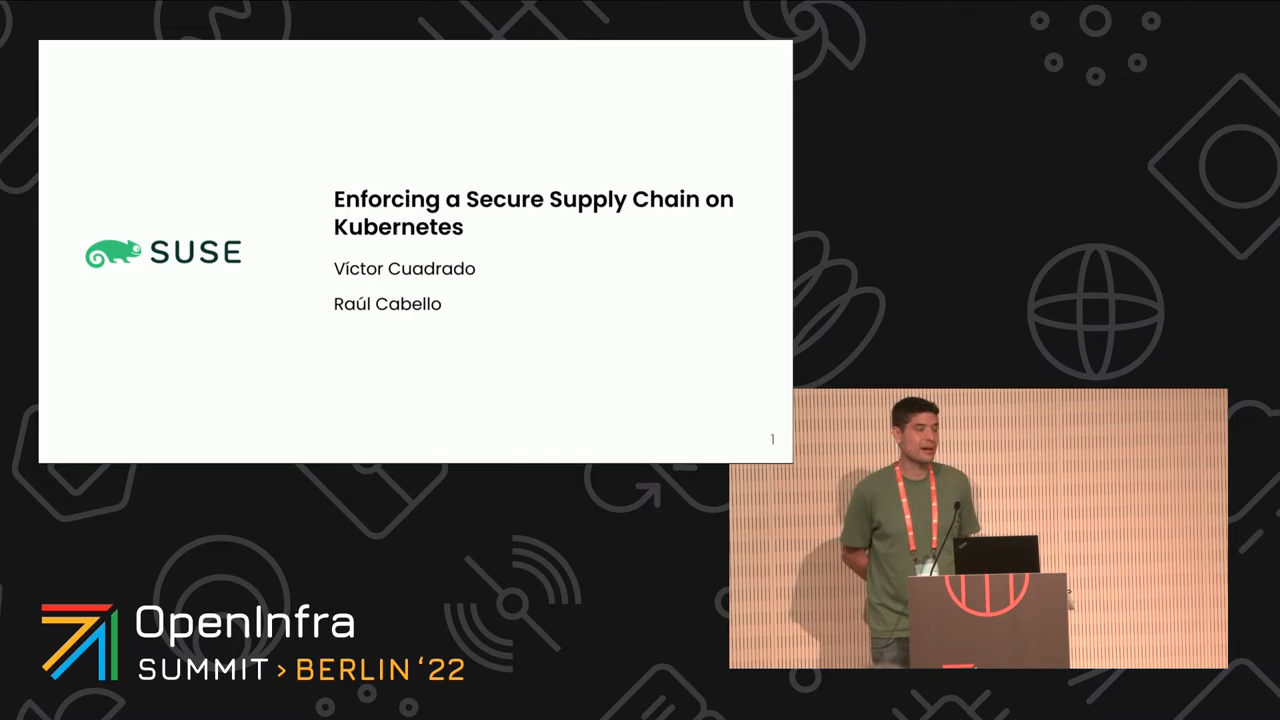 SUSE
Enforcing a Secure Supply Chain on
Kubernetes
Víctor Cuadrado
Raúl Cabello
1
OpenInfra
SUMMIT > BERLIN ‘22